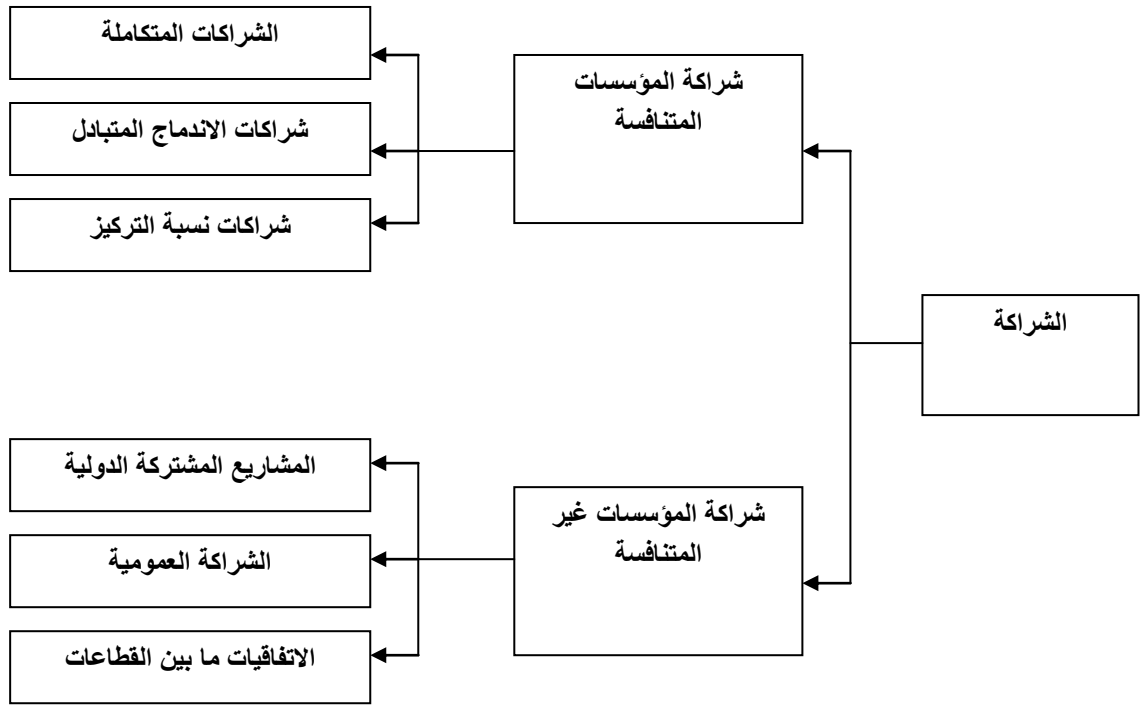 الشراكة
شراكة المؤسسات
المتنافسة
الشراكات المتكاملة
شراكات الاندماج المتبادل
شراكات نسبة التركيز
شراكة المؤسسات غير
المتنافسة
المشاريع المشتركة الدولية
الشراكة العمومية
الاتفاقيات ما بين القطاعات